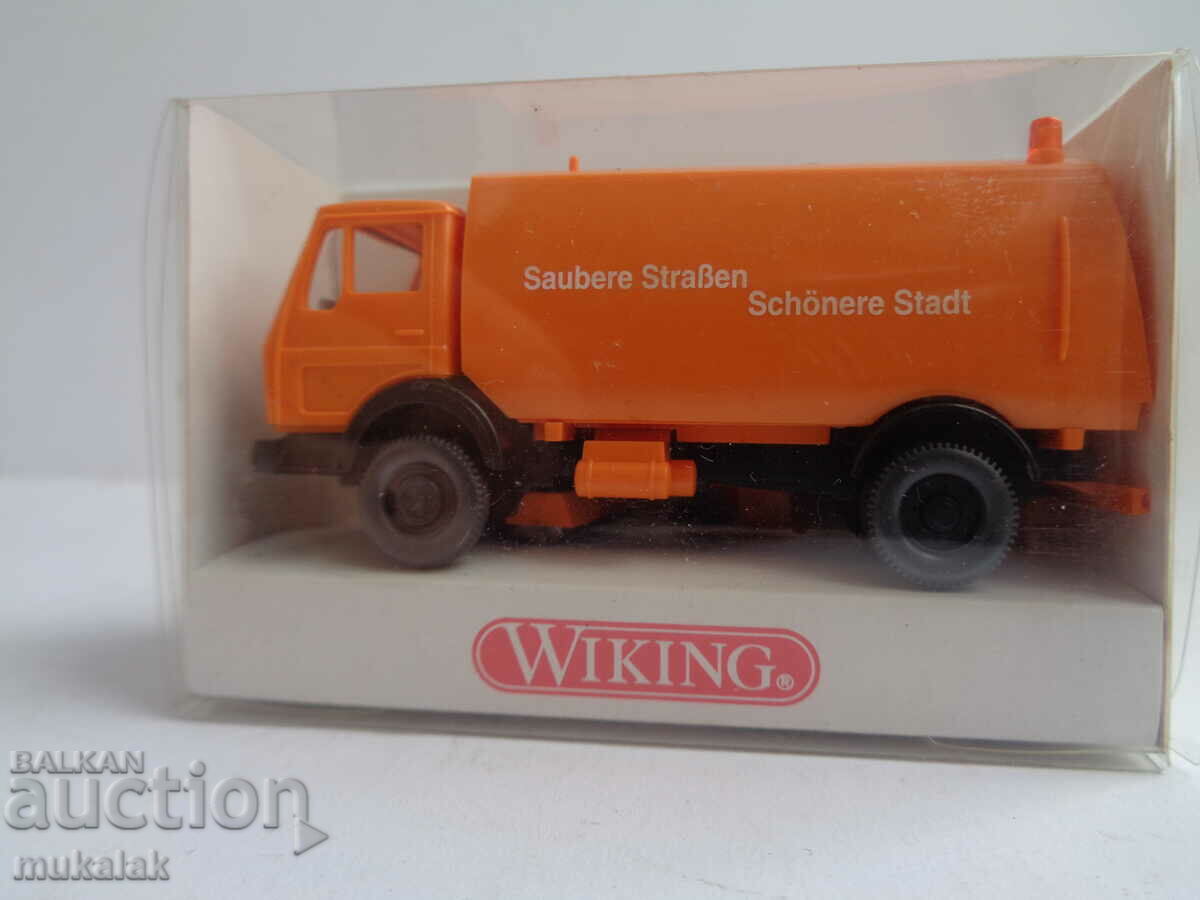 Saubere Straßen
Schönere Stadt
WIKING®
BALKAN
auction
mukalak